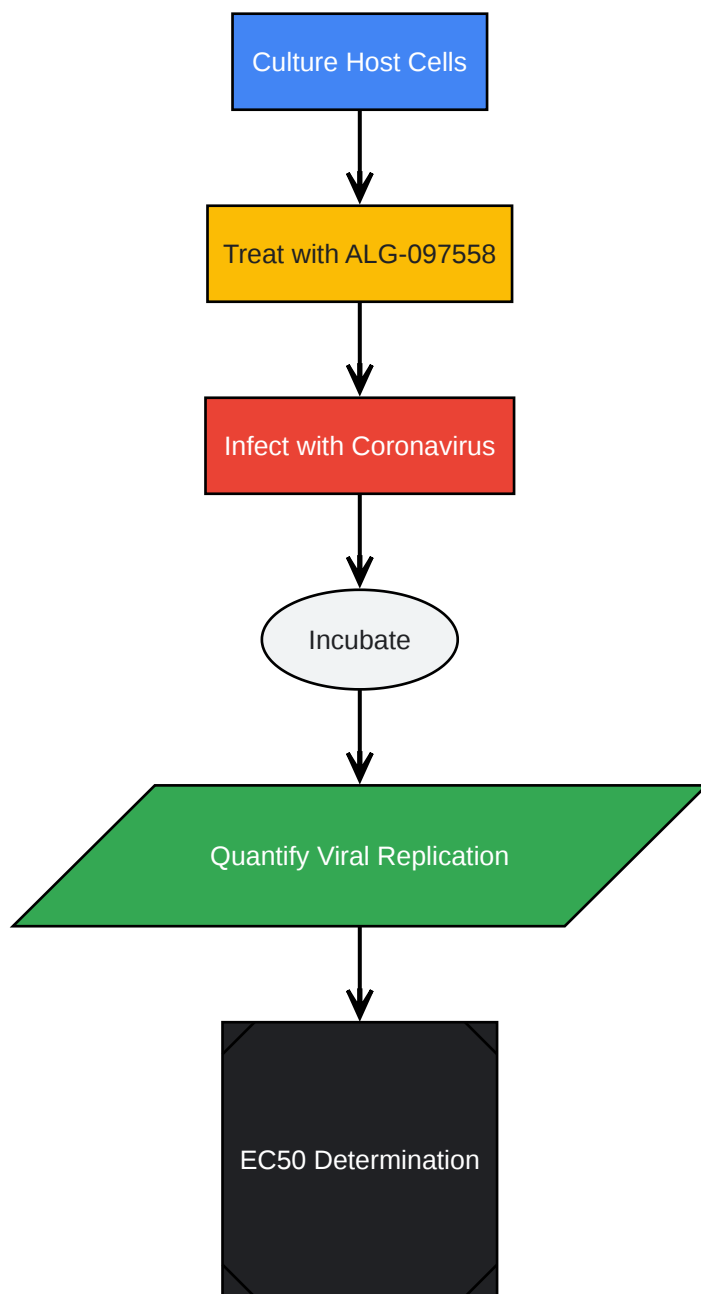 Culture Host Cells
Treat with ALG-097558
Infect with Coronavirus
Incubate
Quantify Viral Replication
EC50 Determination